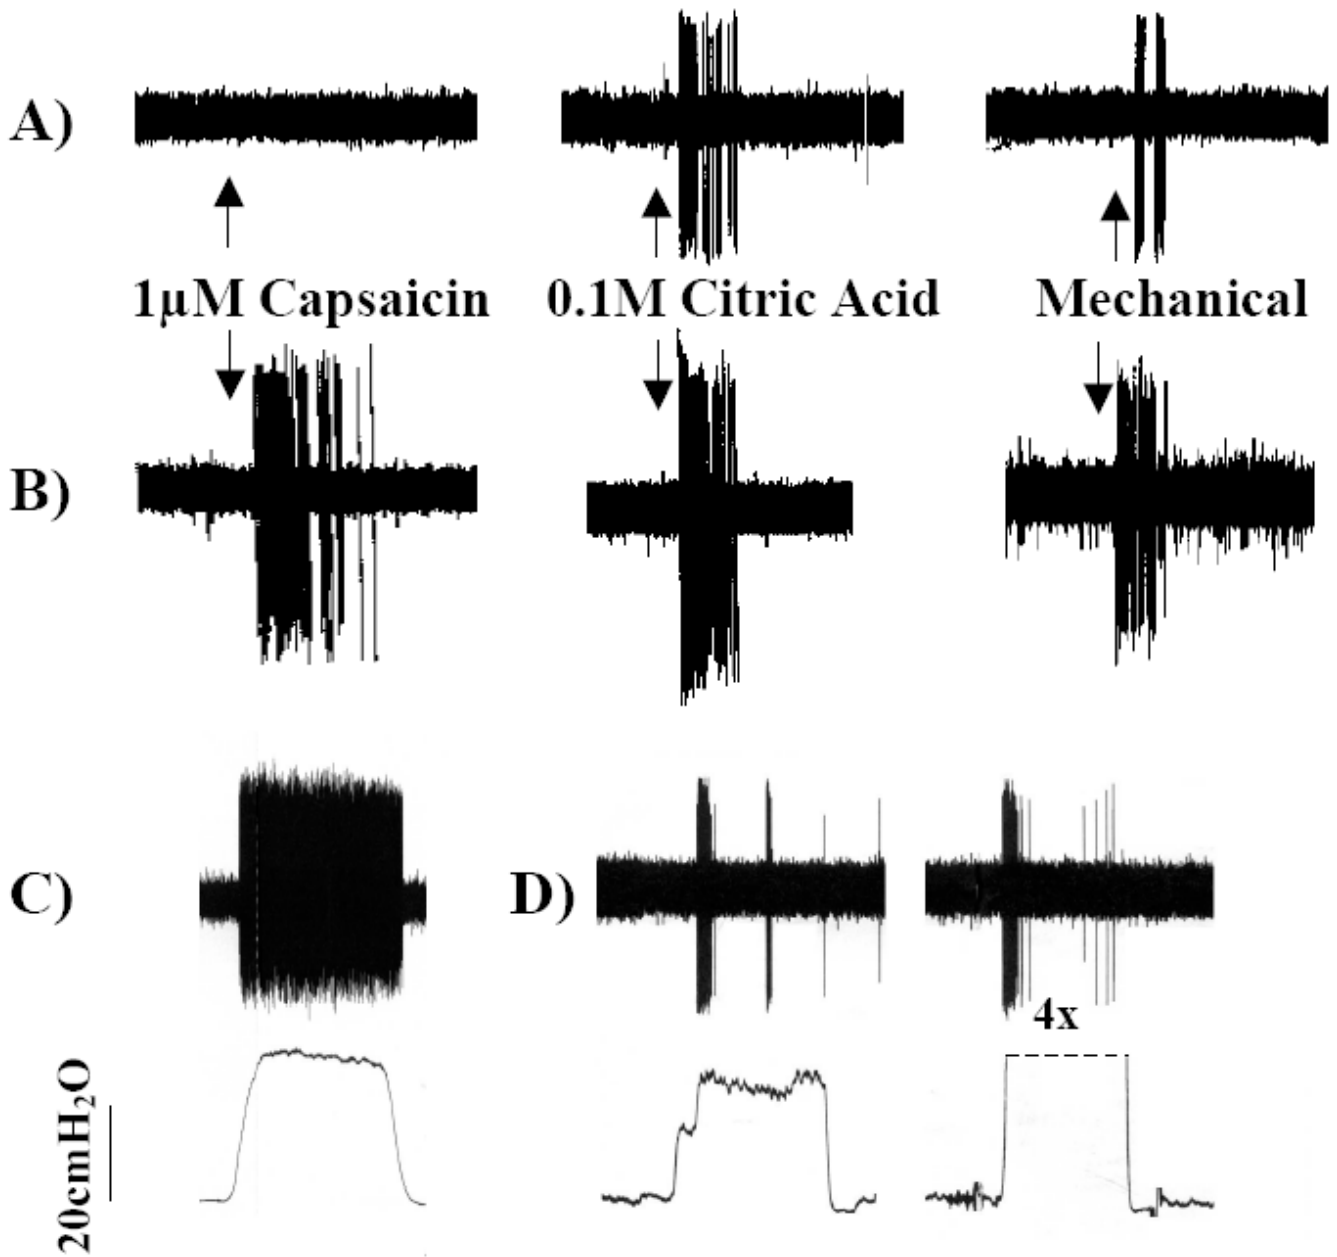 A)
1μM Capsaicin
0.1M Citric Acid
Mechanical
B)
C)
D)
4x
20cmH₂O